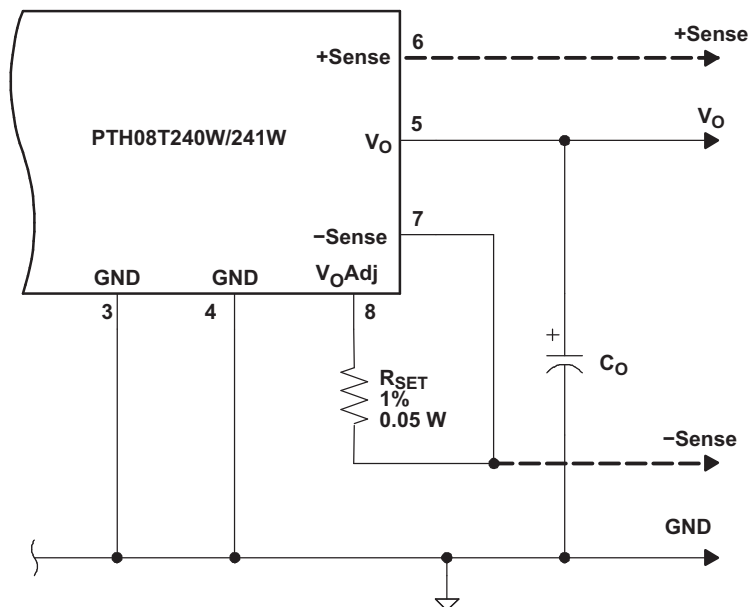 +Sense
6
+Sense
PTH08T240W/241W
VO
5
VO
7
−Sense
GND
GND
VOAdj
3
4
8
RSET
1%
0.05 W
+
CO
−Sense
GND